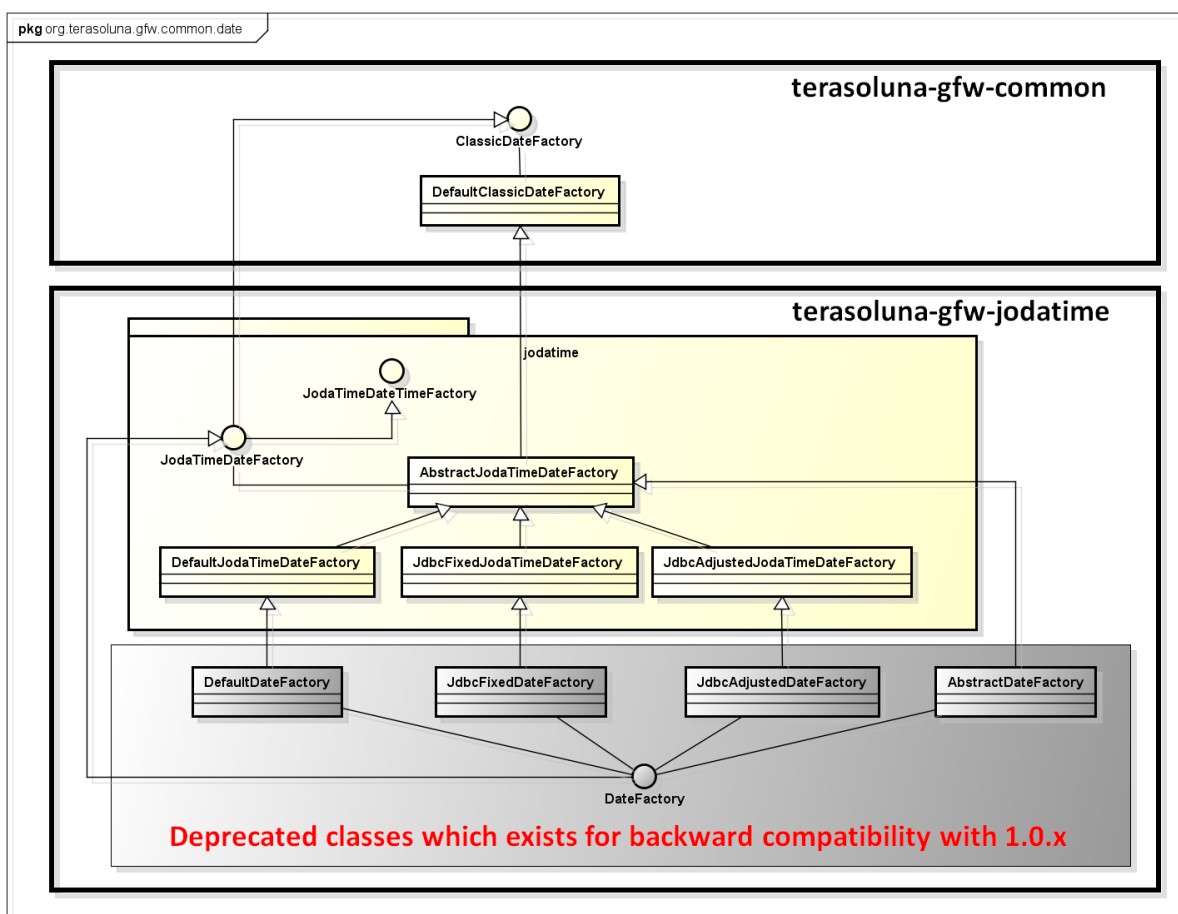 pkg org.terasoluna.gfw.common.date
terasoluna-gfw-common
ClassicDateFactory
DefaultClassicDateFactory
terasoluna-gfw-jodatime
jodatime
JodaTimeDateTimeFactory
JodaTimeDateFactory
AbstractJodaTimeDateFactory
DefaultJodaTimeDateFactory
JdbcFixedJodaTimeDateFactory
JdbcAdjustedJodaTimeDateFactory
DefaultDateFactory
JdbcFixedDateFactory
JdbcAdjustedDateFactory
AbstractDateFactory
DateFactory
Deprecated classes which exists for backward compatibility with 1.0.x